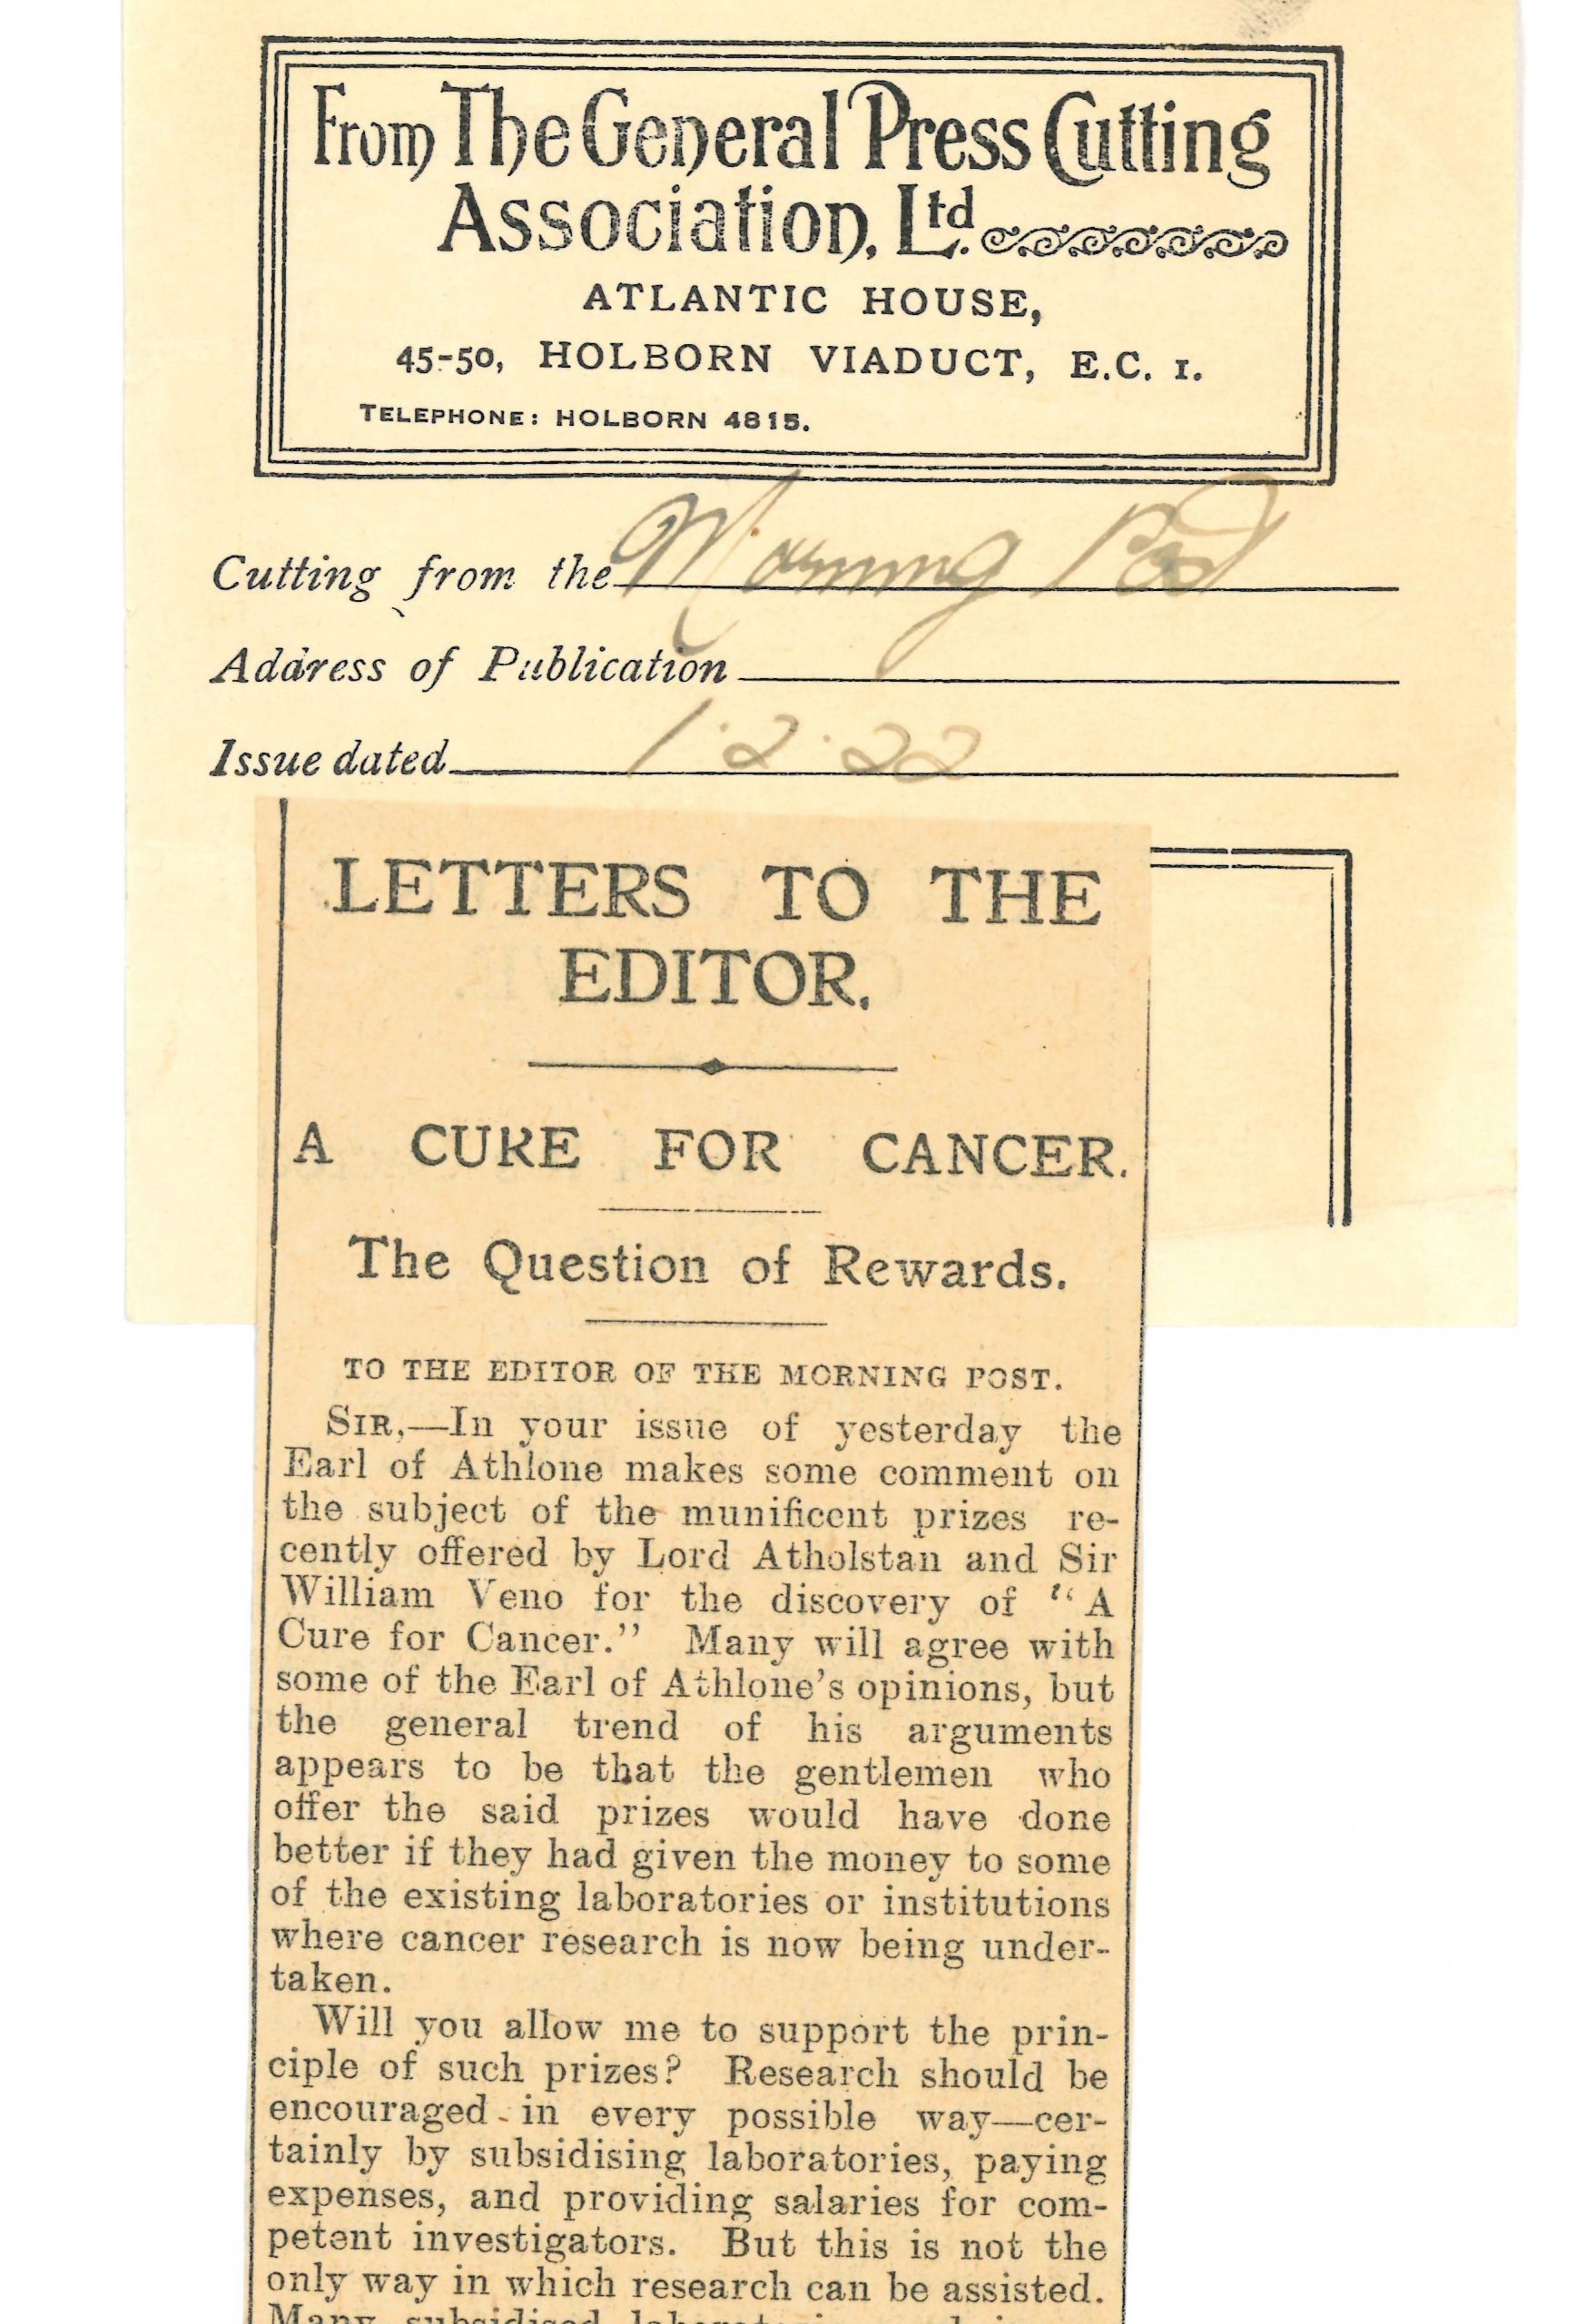 From The General Press Cutting
Association, Ltd.
ATLANTIC HOUSE,
45-50, HOLBORN VIADUCT, E.C. 1.
TELEPHONE: HOLBORN 4815.
Cutting from the Morning Post
Address of Publication
Issue dated 1.2.22
LETTERS TO THE
EDITOR.
A CURE FOR CANCER.
The Question of Rewards.
TO THE EDITOR OF THE MORNING POST.
SIR,—In your issue of yesterday the
Earl of Athlone makes some comment on
the subject of the munificent prizes re-
cently offered by Lord Atholstan and Sir
William Veno for the discovery of "A
Cure for Cancer." Many will agree with
some of the Earl of Athlone's opinions, but
the general trend of his arguments
appears to be that the gentlemen who
offer the said prizes would have done
better if they had given the money to some
of the existing laboratories or institutions
where cancer research is now being under-
taken.
Will you allow me to support the prin-
ciple of such prizes? Research should be
encouraged in every possible way—cer-
tainly by subsidising laboratories, paying
expenses, and providing salaries for com-
petent investigators. But this is not the
only way in which research can be assisted.
Many subsidised